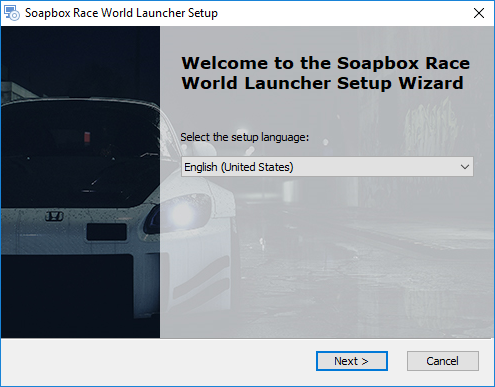 Soapbox Race World Launcher Setup
Welcome to the Soapbox Race
World Launcher Setup Wizard
Select the setup language:
English (United States)
Next >
Cancel